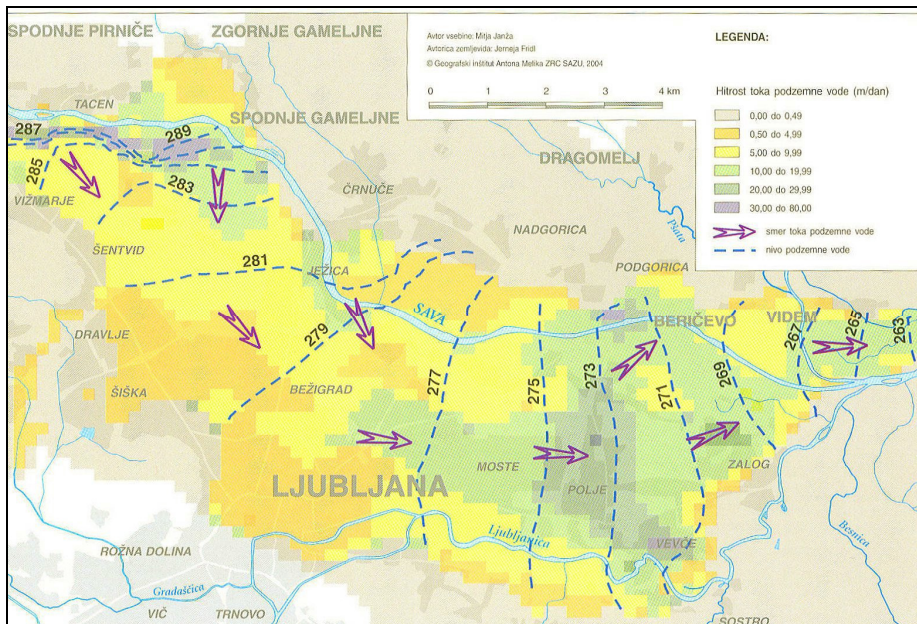 SPODNJE PIRNIČE
ZGORNJE GAMELJNE
Avtor vsebine: Mitja Janža
Avtorica zemljevida: Jerneja Fridl
© Geografski inštitut Antona Melika ZRC SAZU, 2004
0 1 2 3 4 km
LEGENDA:
Hitrost toka podzemne vode (m/dan)
0,00 do 0,49
0,50 do 4,99
5,00 do 9,99
10,00 do 19,99
20,00 do 29,99
30,00 do 80,00
smer toka podzemne vode
nivo podzemne vode
TACEN
SPODNJE GAMELJNE
287
289
285
283
DRAGOMELJ
VIŽMARJE
ČRNUČE
Pšata
NADGORICA
ŠENTVID
281
JEŽICA
PODGORICA
SAVA
BERIČEVO
VIDEM
267
265
263
DRAVLJE
279
277
275
273
271
269
ŠIŠKA
BEŽIGRAD
MOSTE
ZALOG
LJUBLJANA
POLJE
Ljubljanica
VEVČE
Besnica
ROŽNA DOLINA
Gradaščica
VIČ
TRNOVO
SOSTRO